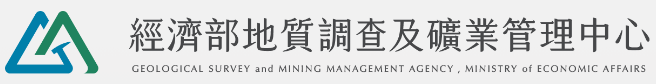 經濟部地質調查及礦業管理中心
GEOLOGICAL SURVEY and MINING MANAGEMENT AGENCY , MINISTRY of ECONOMIC AFFAIRS